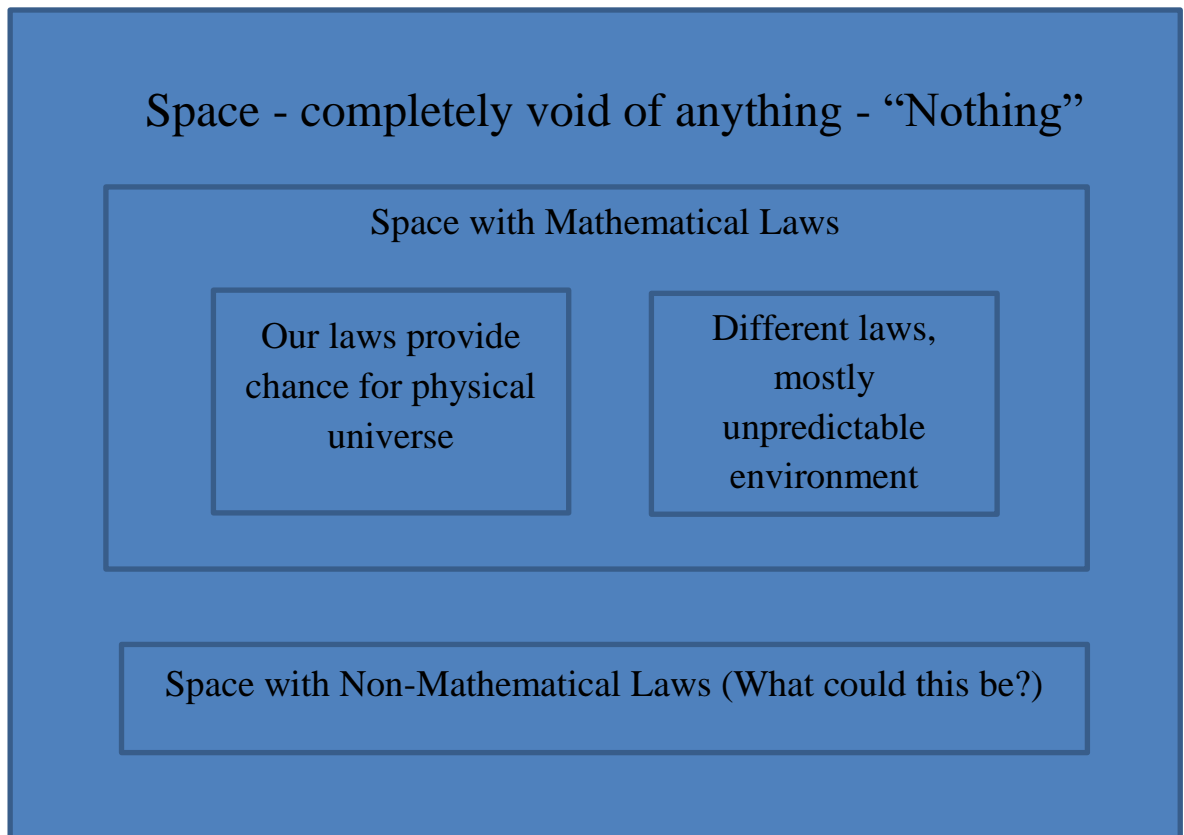 Space - completely void of anything - “Nothing”
Space with Mathematical Laws
Our laws provide
chance for physical
universe
Different laws,
mostly
unpredictable
environment
Space with Non-Mathematical Laws (What could this be?)